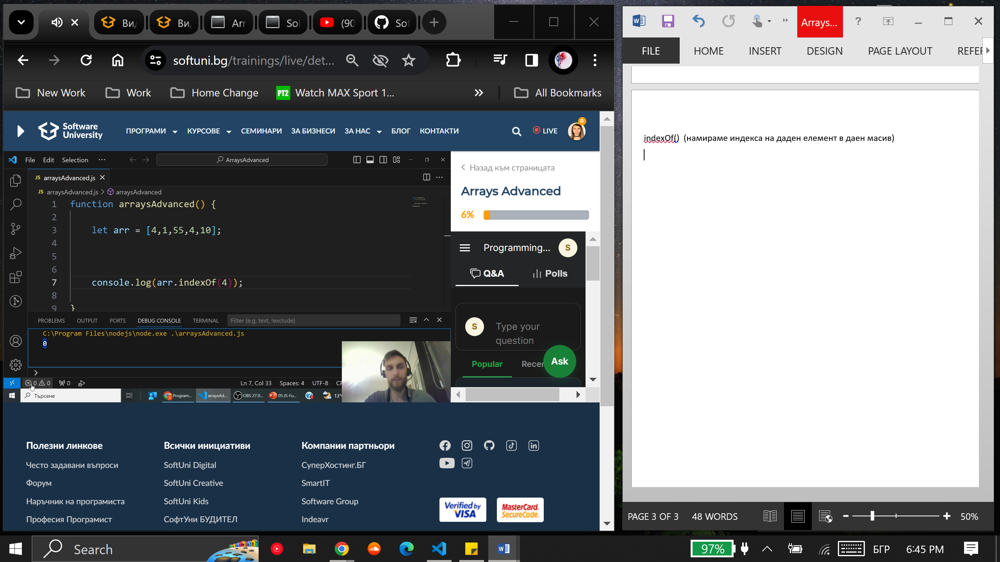 Ви
Ви
Arr
Sol
(90
Sof
softuni.bg/trainings/live/det...
New Work
Work
Home Change
PT2
Watch MAX Sport 1...
All Bookmarks
Software
University
ПРОГРАМИ
КУРСОВЕ
СЕМИНАРИ
ЗА БИЗНЕСИ
ЗА НАС
БЛОГ
КОНТАКТИ
LIVE
0
File Edit Selection ...
ArraysAdvanced
JS arraysAdvanced.js
JS arraysAdvanced.js > arraysAdvanced
1 function arraysAdvanced() {
2
3 let arr = [4,1,55,4,10];
4
5
6
7 console.log(arr.indexOf(4));
8
9 }
PROBLEMS OUTPUT PORTS DEBUG CONSOLE TERMINAL Filter (e.g. text, !exclude)
C:\Program Files\nodejs\node.exe .\arraysAdvanced.js
0
0 0 0 Ln 7, Col 33 Spaces: 4 UTF-8
Търсене
Program...
arraysAd...
OBS 27.0...
05.JS-Fu...
13°
Назад към страницата
Arrays Advanced
6%
Programming...
S
Q&A
Polls
S
Type your
question
Popular
Recen
Ask
Полезни линкове
Често задавани въпроси
Форум
Наръчник на програмиста
Професия Програмист
Всички инициативи
SoftUni Digital
SoftUni Creative
SoftUni Kids
СофтУни БУДИТЕЛ
Компании партньори
СуперХостинг.БГ
SmartIT
Software Group
Indeavr
Verified by
VISA
MasterCard.
SecureCode.
Arrays...
?
FILE HOME INSERT DESIGN PAGE LAYOUT REFER
indexOf() (намираме индекса на даден елемент в даен масив)
PAGE 3 OF 3 48 WORDS
50%
Search
97%
БГР
6:45 PM